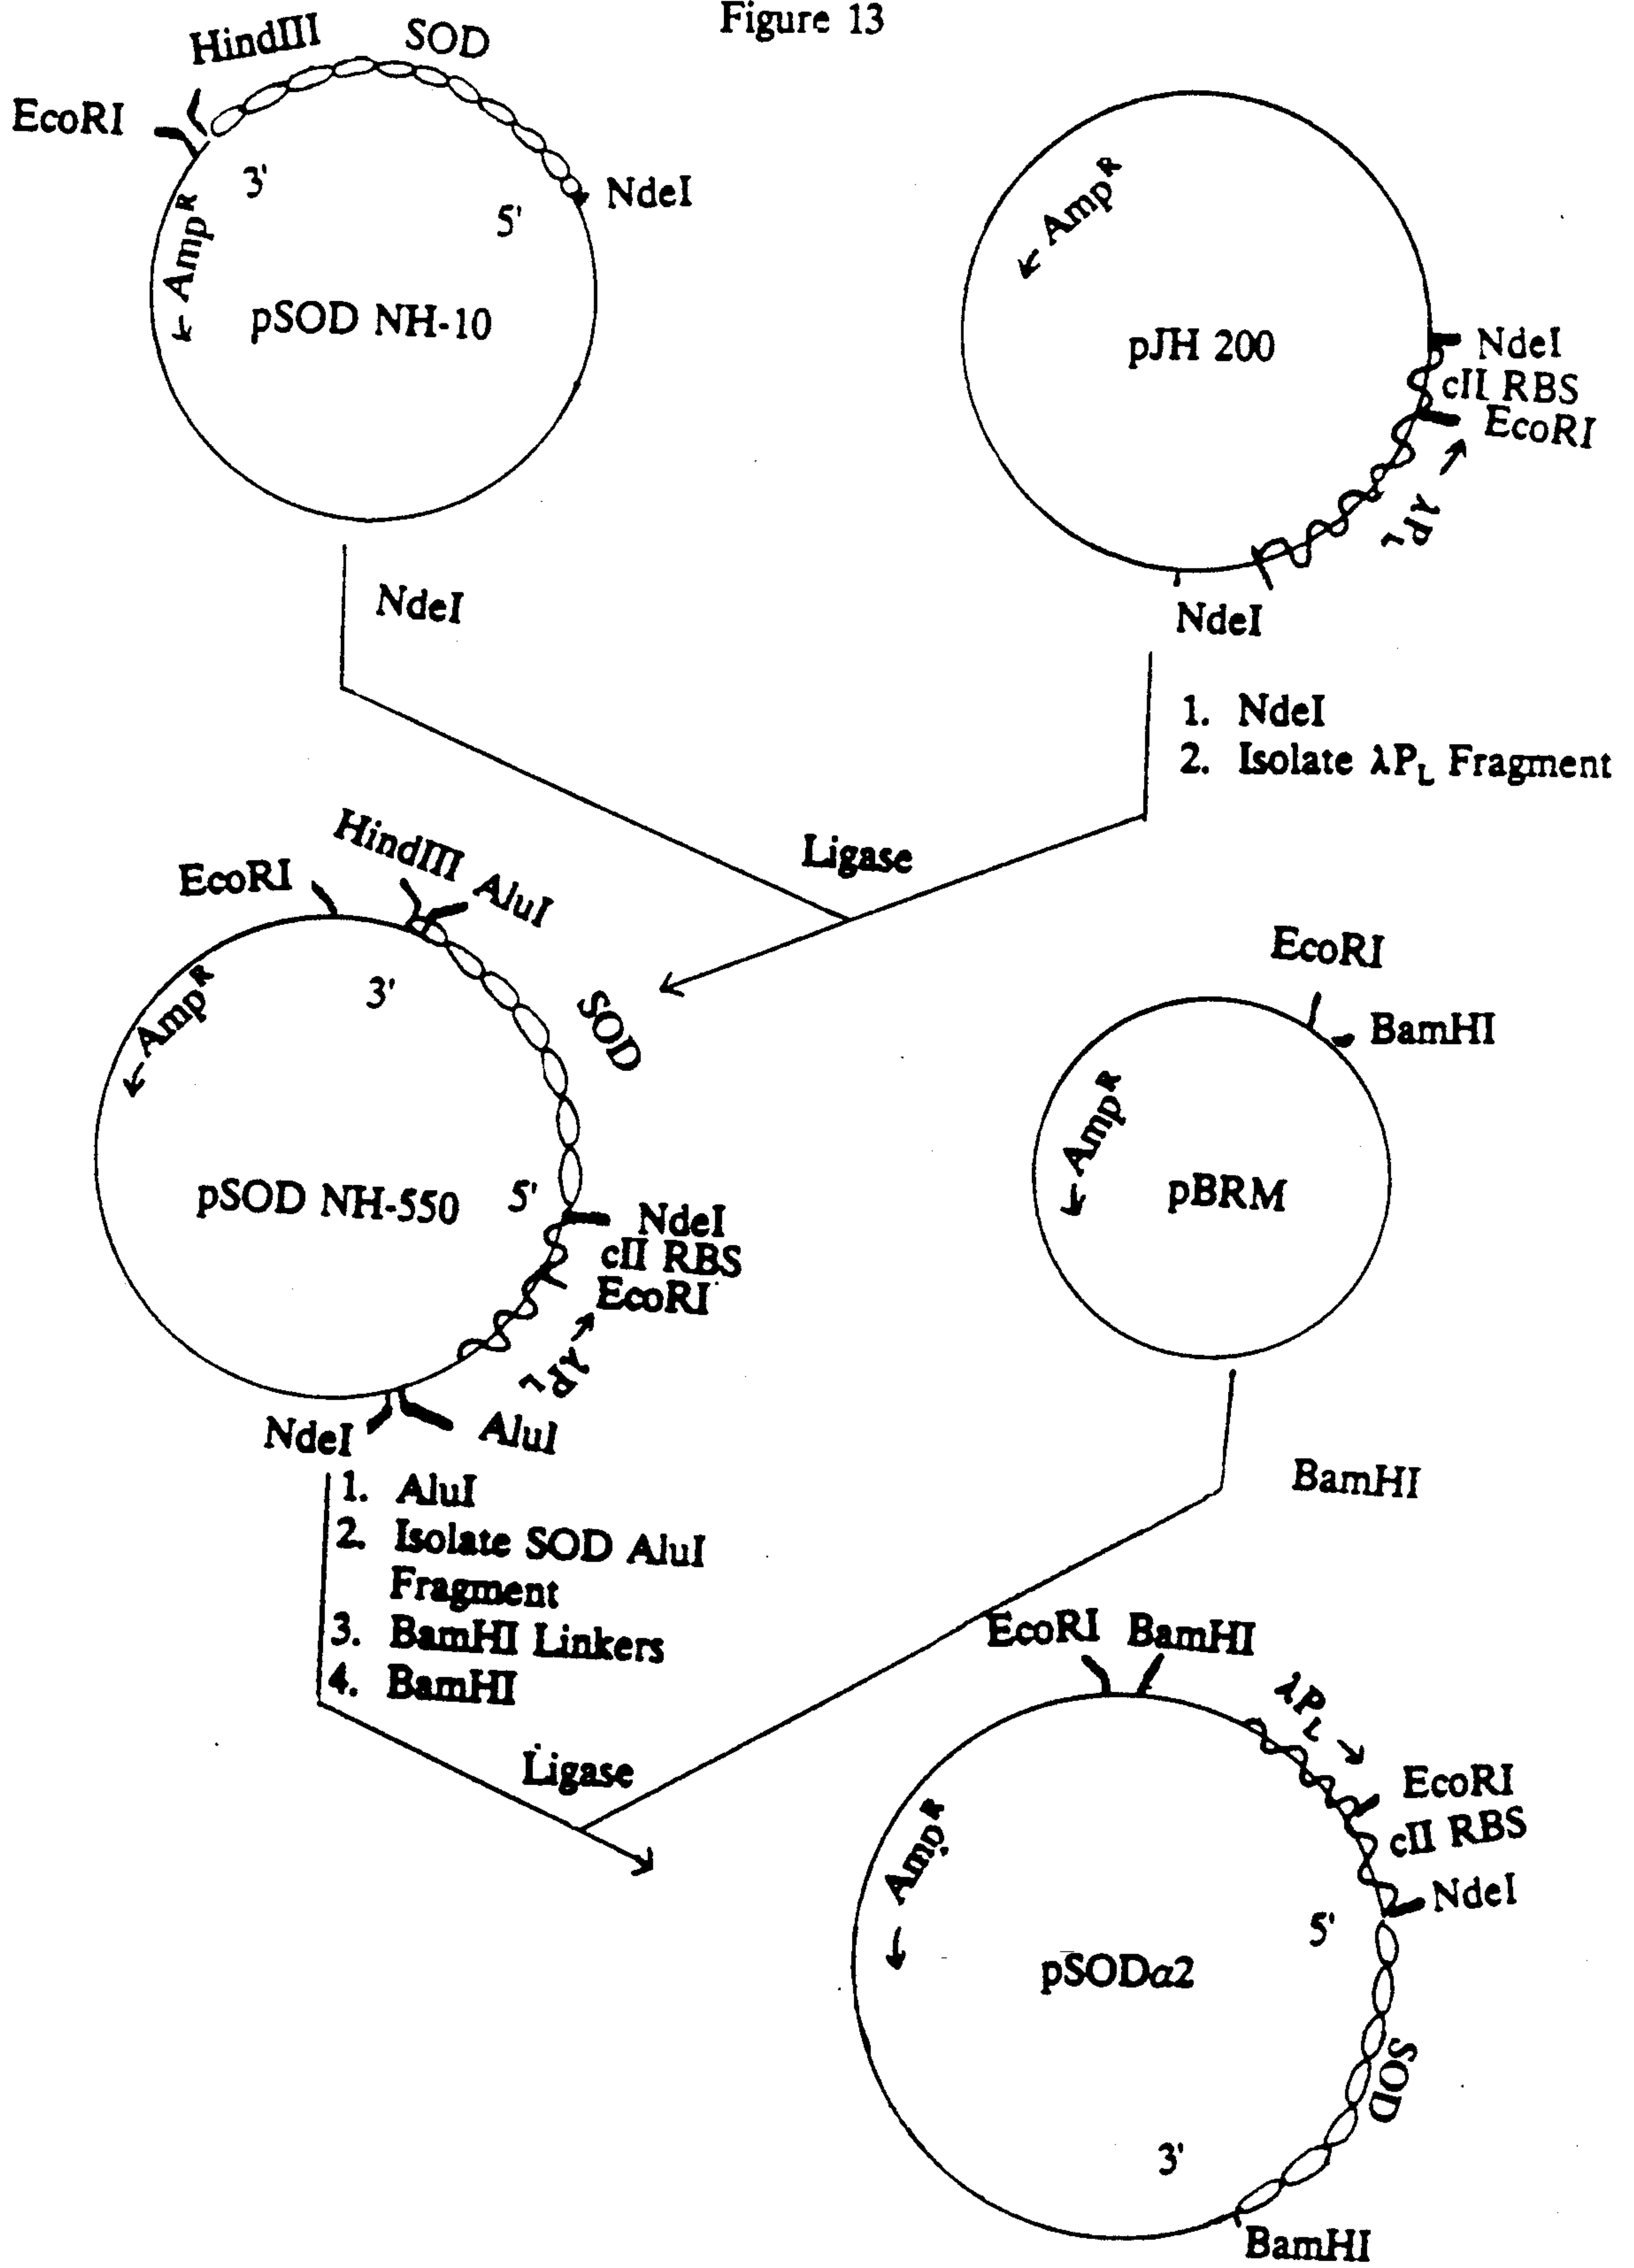 Figure 13
HindIII
SOD
EcoRI
3'
5'
NdeI
← Amp^R
pSOD NH-10
← Amp^R
pJH 200
NdeI
cII RBS
EcoRI
λP_L →
NdeI
NdeI
1. NdeI
2. Isolate λP_L Fragment
Ligase
HindIII
AluI
EcoRI
3'
SOD
← Amp^R
pSOD NH-550
5'
NdeI
cII RBS
EcoRI
λP_L →
NdeI
AluI
EcoRI
BamHI
← Amp^R
pBRM
BamHI
1. AluI
2. Isolate SOD AluI
Fragment
3. BamHI Linkers
4. BamHI
Ligase
EcoRI
BamHI
λP_L →
EcoRI
cII RBS
NdeI
← Amp^R
5'
pSODα2
SOD
3'
BamHI